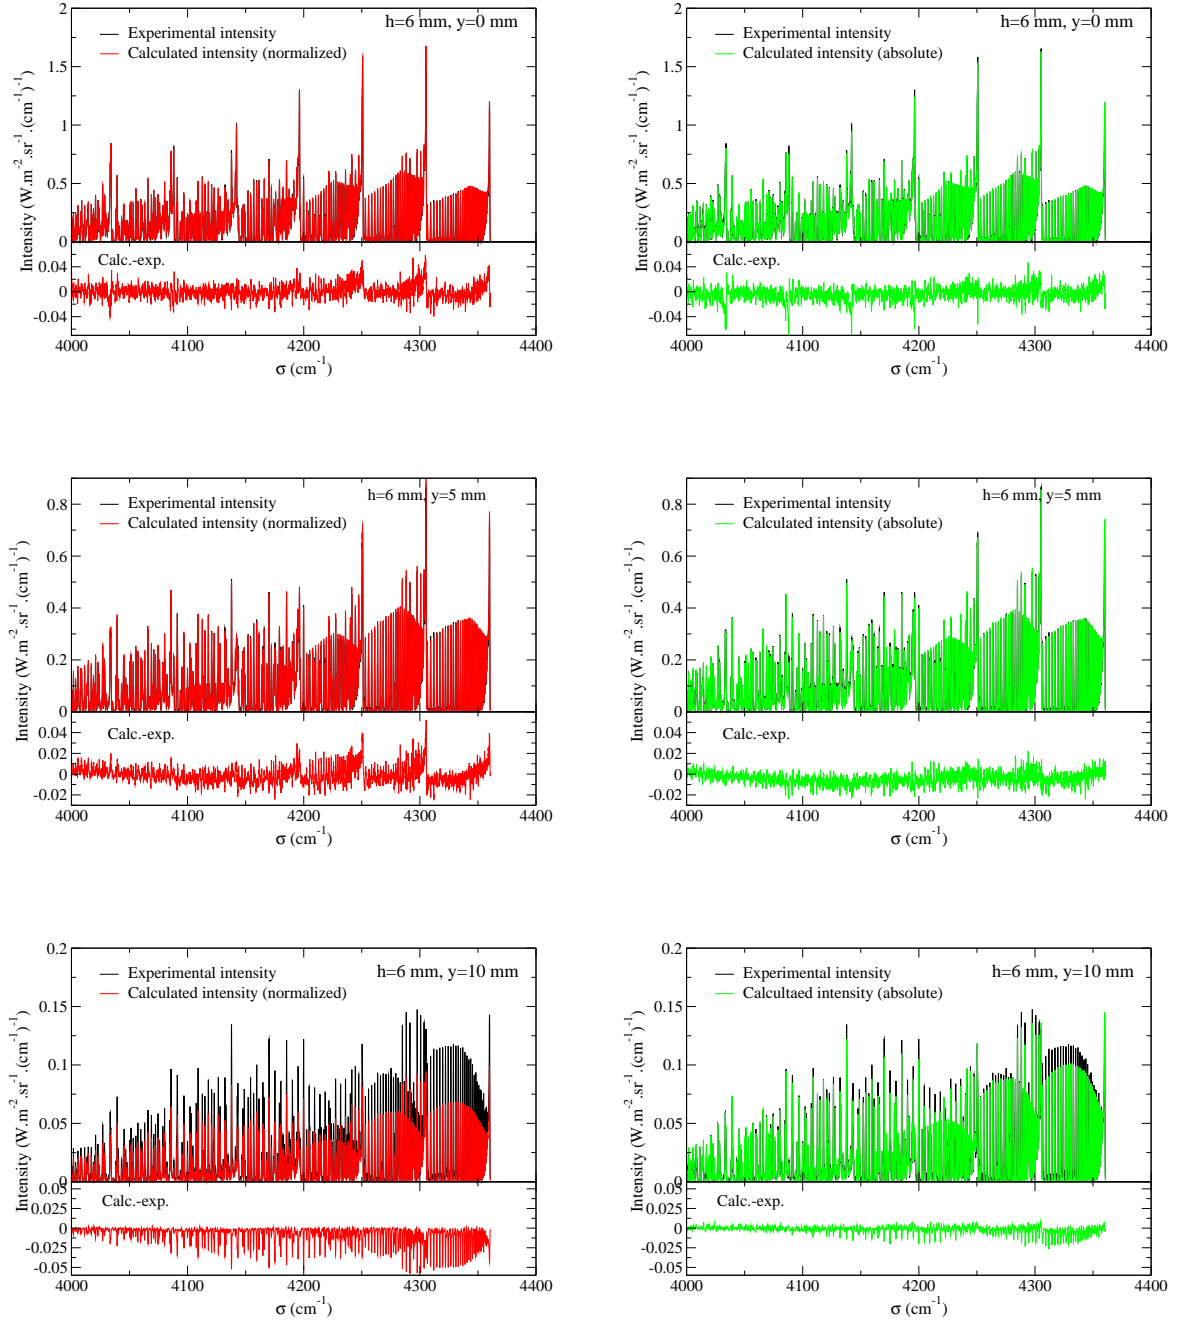 h=6 mm, y=0 mm
Experimental intensity
Calculated intensity (normalized)
Intensity (W.m-2.sr-1.(cm-1)-1)
2
1.5
1
0.5
0
Calc.-exp.
0.04
0
-0.04
4000 4100 4200 4300 4400
σ (cm-1)
h=6 mm, y=0 mm
Experimental intensity
Calculated intensity (absolute)
Intensity (W.m-2.sr-1.(cm-1)-1)
2
1.5
1
0.5
0
Calc.-exp.
0.04
0
-0.04
4000 4100 4200 4300 4400
σ (cm-1)
h=6 mm, y=5 mm
Experimental intensity
Calculated intensity (normalized)
Intensity (W.m-2.sr-1.(cm-1)-1)
0.8
0.6
0.4
0.2
0
Calc.-exp.
0.04
0.02
0
-0.02
4000 4100 4200 4300 4400
σ (cm-1)
h=6 mm, y=5 mm
Experimental intensity
Calculated intensity (absolute)
Intensity (W.m-2.sr-1.(cm-1)-1)
0.8
0.6
0.4
0.2
0
Calc.-exp.
0.04
0.02
0
-0.02
4000 4100 4200 4300 4400
σ (cm-1)
h=6 mm, y=10 mm
Experimental intensity
Calculated intensity (normalized)
Intensity (W.m-2.sr-1.(cm-1)-1)
0.2
0.15
0.1
0.05
0
Calc.-exp.
0.05
0.025
0
-0.025
-0.05
4000 4100 4200 4300 4400
σ (cm-1)
h=6 mm, y=10 mm
Experimental intensity
Calcultaed intensity (absolute)
Intensity (W.m-2.sr-1.(cm-1)-1)
0.2
0.15
0.1
0.05
0
Calc.-exp.
0.05
0.025
0
-0.025
-0.05
4000 4100 4200 4300 4400
σ (cm-1)